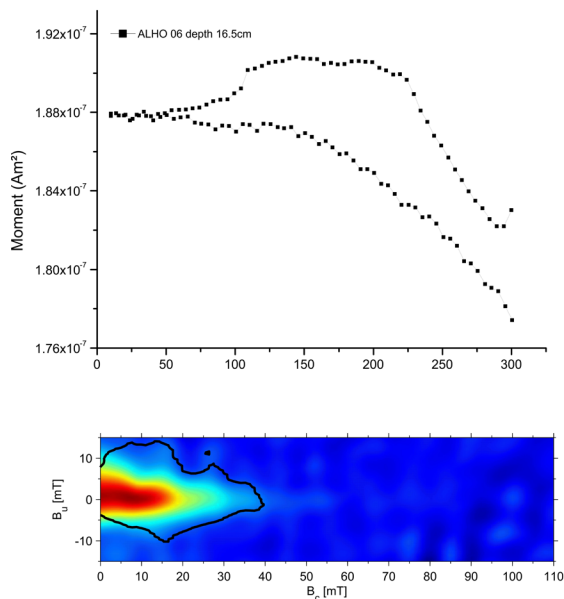 1.92x10⁻⁷
ALHO 06 depth 16.5cm
1.88x10⁻⁷
Moment (Am²)
1.84x10⁻⁷
1.80x10⁻⁷
1.76x10⁻⁷
0 50 100 150 200 250 300
10
0
-10
Bu [mT]
0 10 20 30 40 50 60 70 80 90 100 110
Bc [mT]